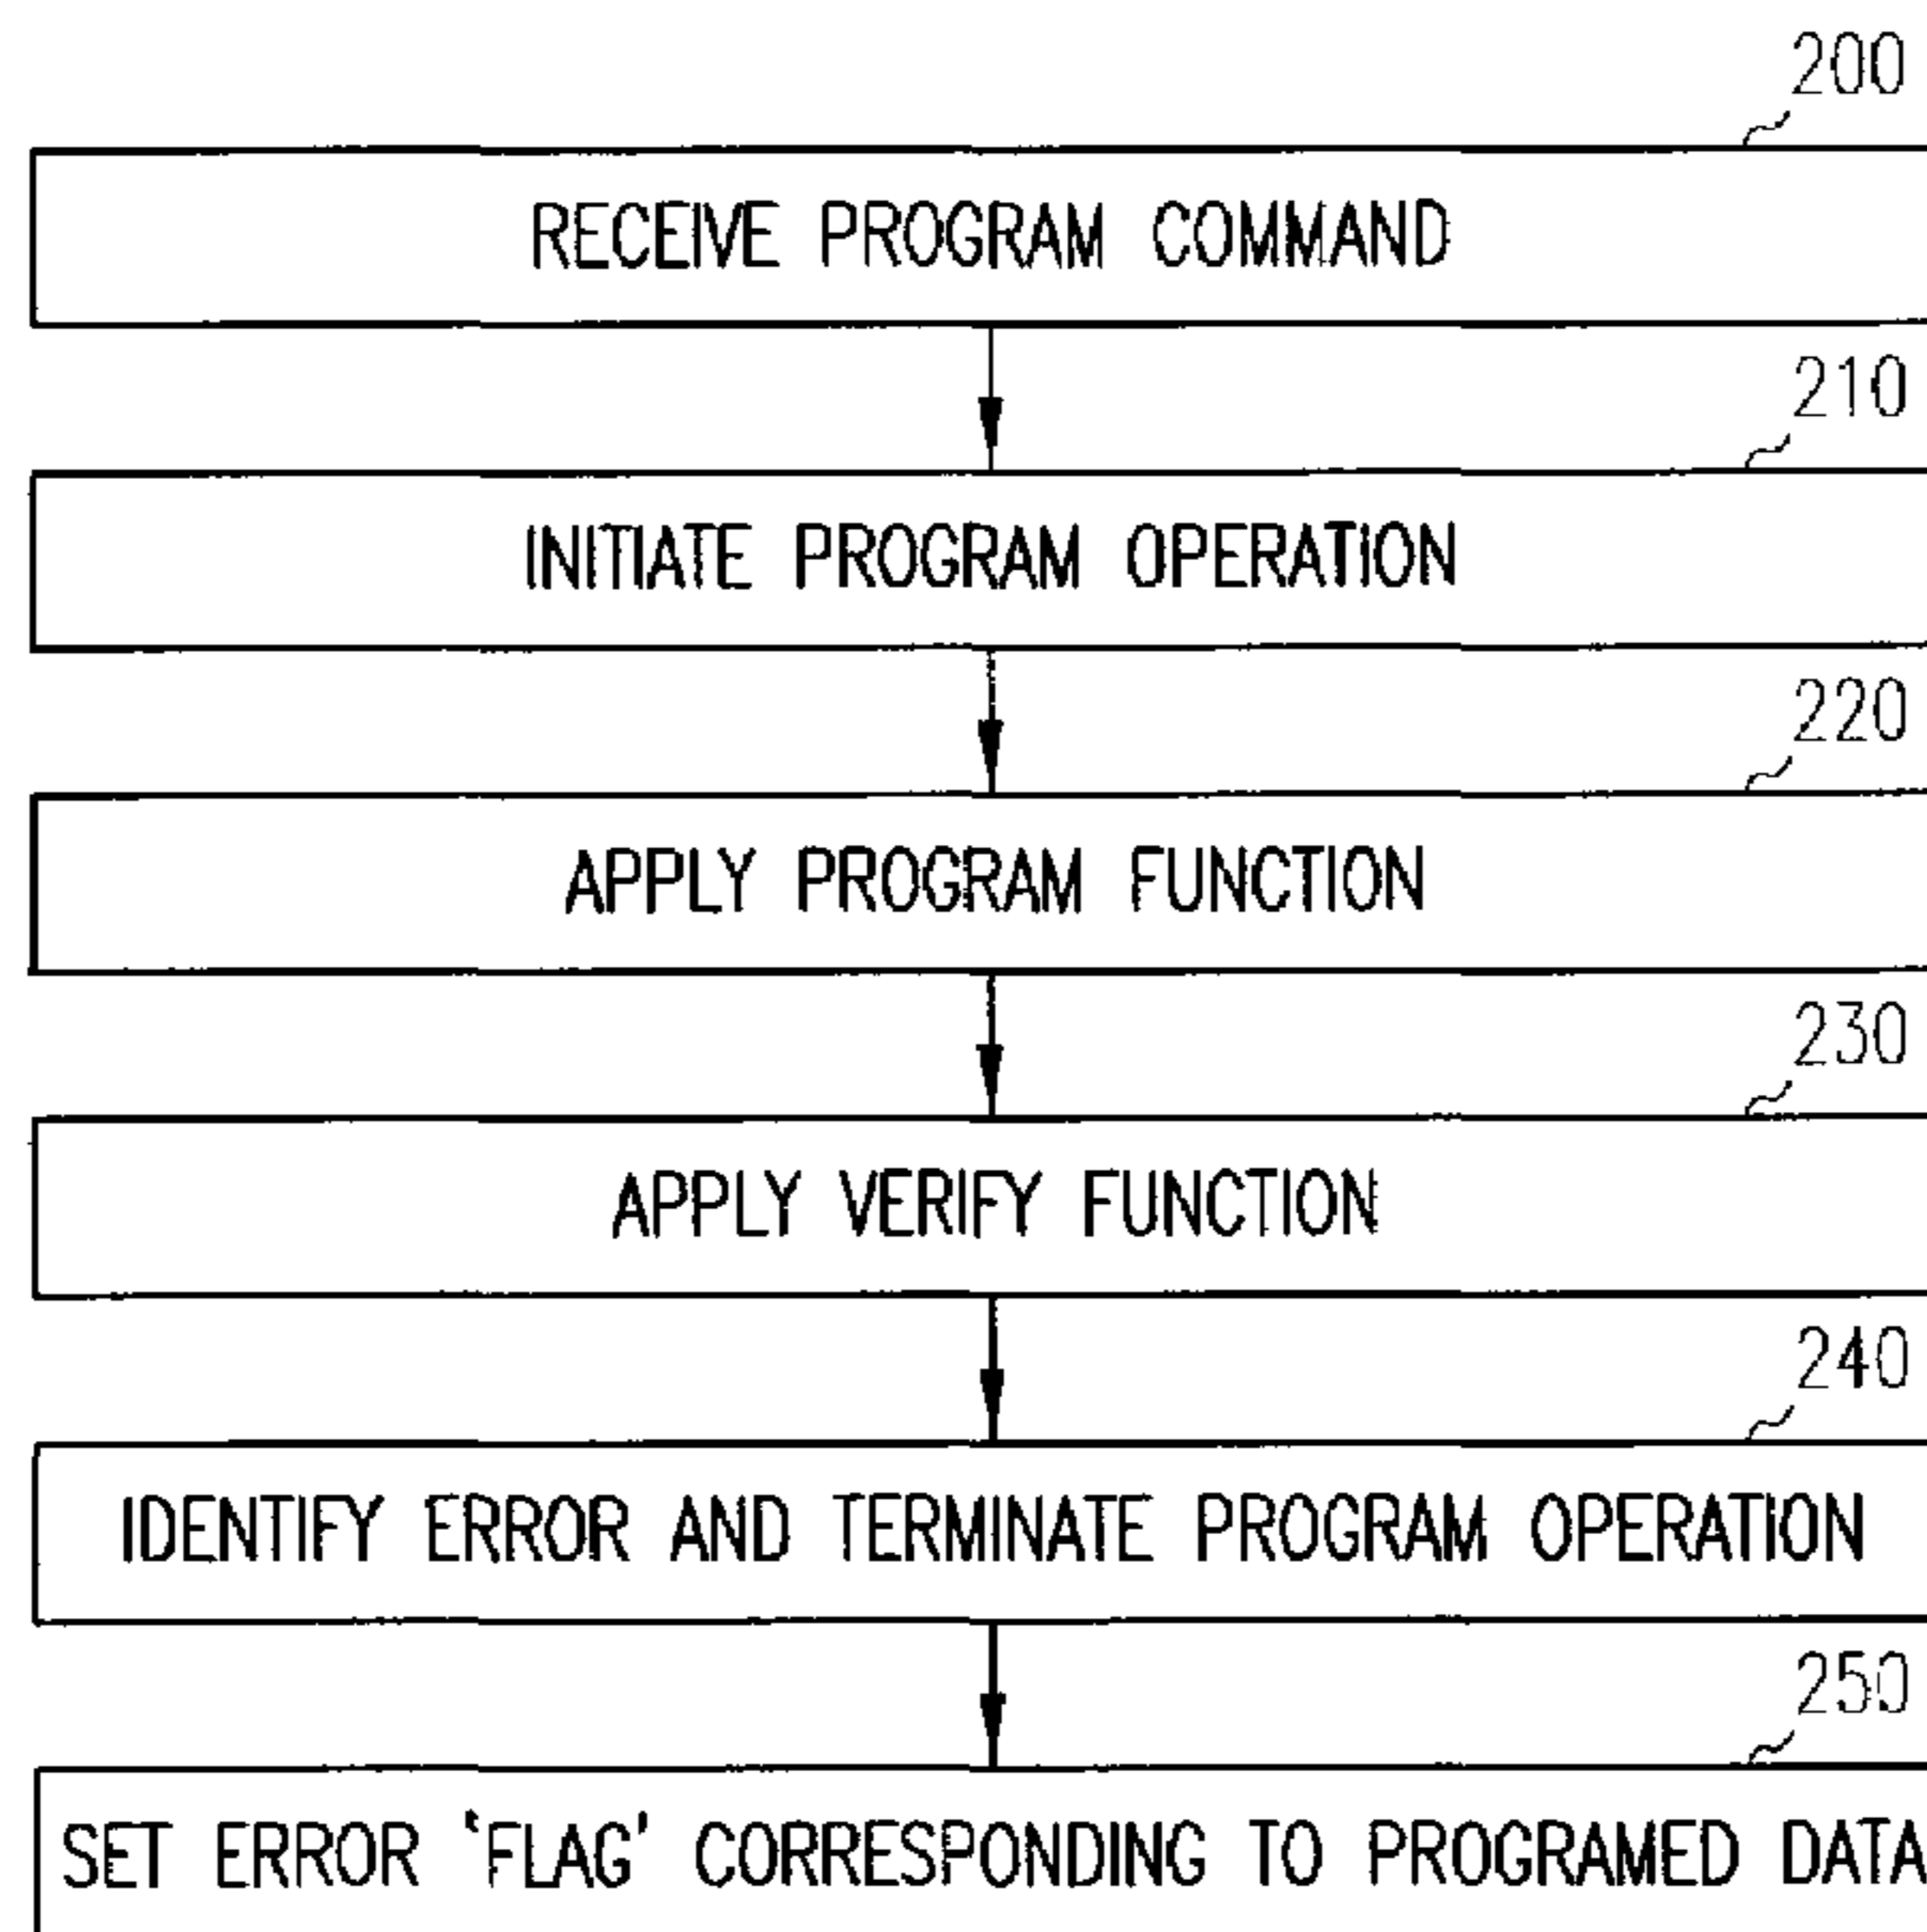 200
RECEIVE PROGRAM COMMAND
210
INITIATE PROGRAM OPERATION
220
APPLY PROGRAM FUNCTION
230
APPLY VERIFY FUNCTION
240
IDENTIFY ERROR AND TERMINATE PROGRAM OPERATION
250
SET ERROR 'FLAG' CORRESPONDING TO PROGRAMED DATA